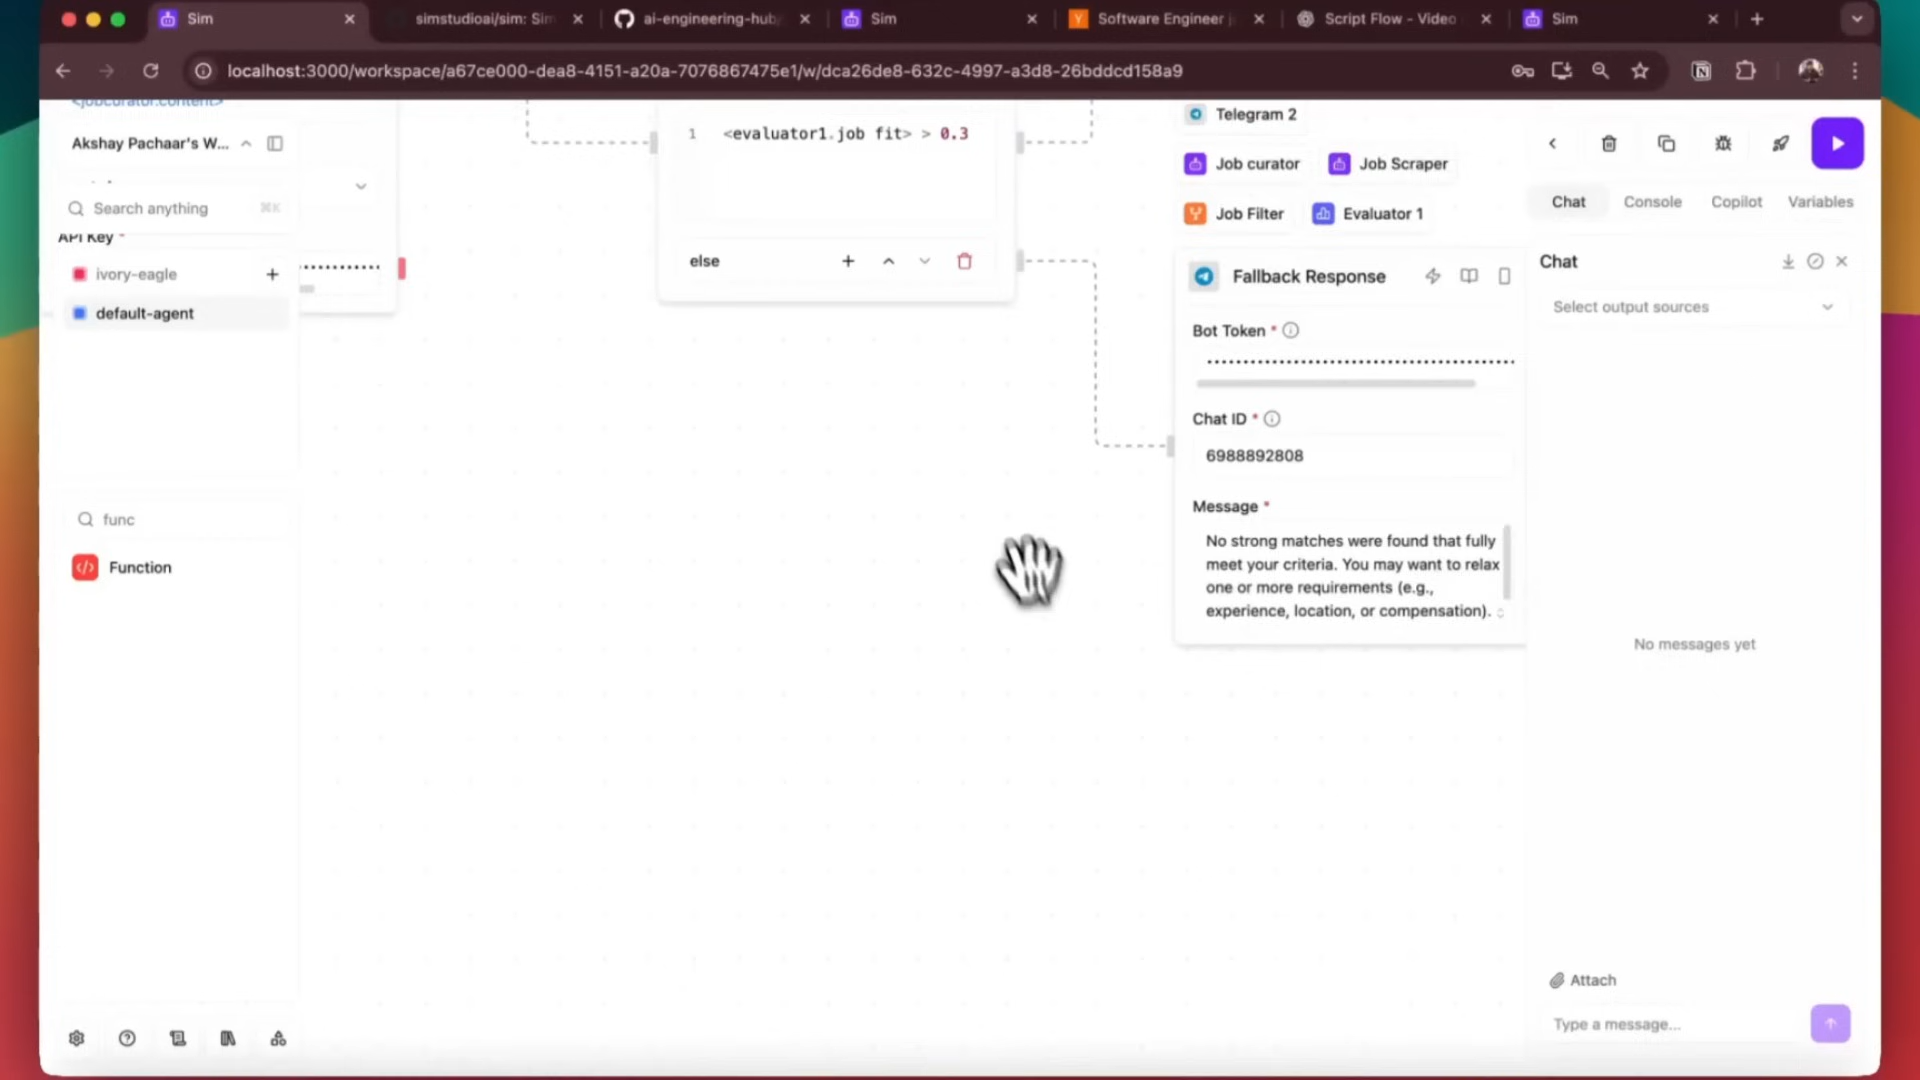 Sim
simstudioai/sim: Sim
ai-engineering-hub
Sim
Software Engineer
Script Flow - Video
Sim
localhost:3000/workspace/a67ce000-dea8-4151-a20a-7076867475e1/w/dca26de8-632c-4997-a3d8-26bddcd158a9
<jobcurator.content>
Akshay Pachaar's W...
Search anything
⌘K
API Key *
ivory-eagle
default-agent
func
Function
1 <evaluator1.job fit> > 0.3
else
Telegram 2
Job curator
Job Scraper
Job Filter
Evaluator 1
Fallback Response
Bot Token *
Chat ID *
6988892808
Message *
No strong matches were found that fully
meet your criteria. You may want to relax
one or more requirements (e.g.,
experience, location, or compensation).
Chat
Console
Copilot
Variables
Chat
Select output sources
No messages yet
Attach
Type a message...